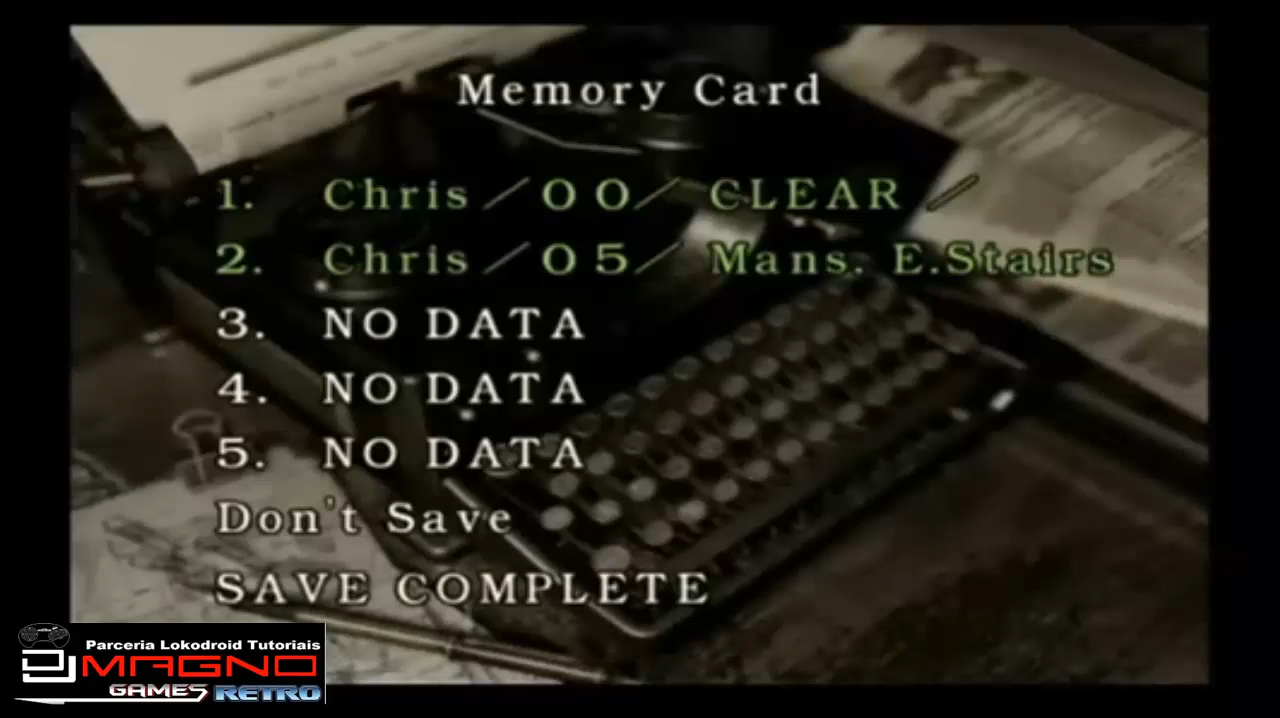 Memory Card
1. Chris/00/ CLEAR /
2. Chris/05/ Mans. E.Stairs
3. NO DATA
4. NO DATA
5. NO DATA
Don't Save
SAVE COMPLETE
Parceria Lokodroid Tutoriais
DJ MAGNO
GAMES RETRO